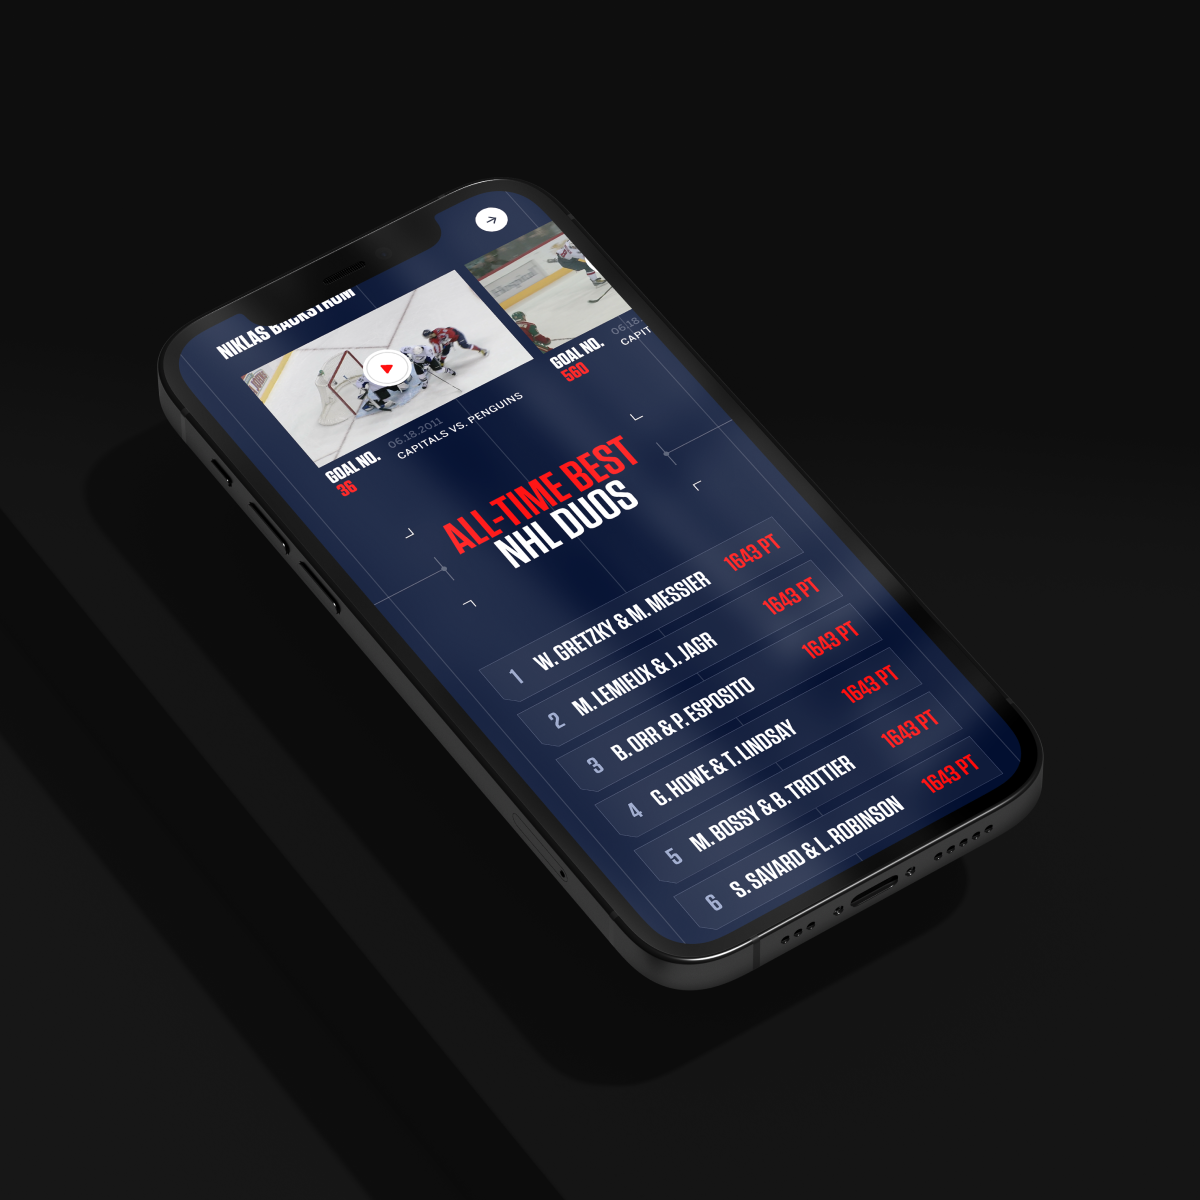 NIKLAS BACKSTROM
GOAL NO.
36
06.18.2011
CAPITALS VS. PENGUINS
GOAL NO.
560
06.18.
CAPIT
ALL-TIME BEST
NHL DUOS
1 W. GRETZKY & M. MESSIER 1643 PT
2 M. LEMIEUX & J. JAGR 1643 PT
3 B. ORR & P. ESPOSITO 1643 PT
4 G. HOWE & T. LINDSAY 1643 PT
5 M. BOSSY & B. TROTTIER 1643 PT
6 S. SAVARD & L. ROBINSON 1643 PT